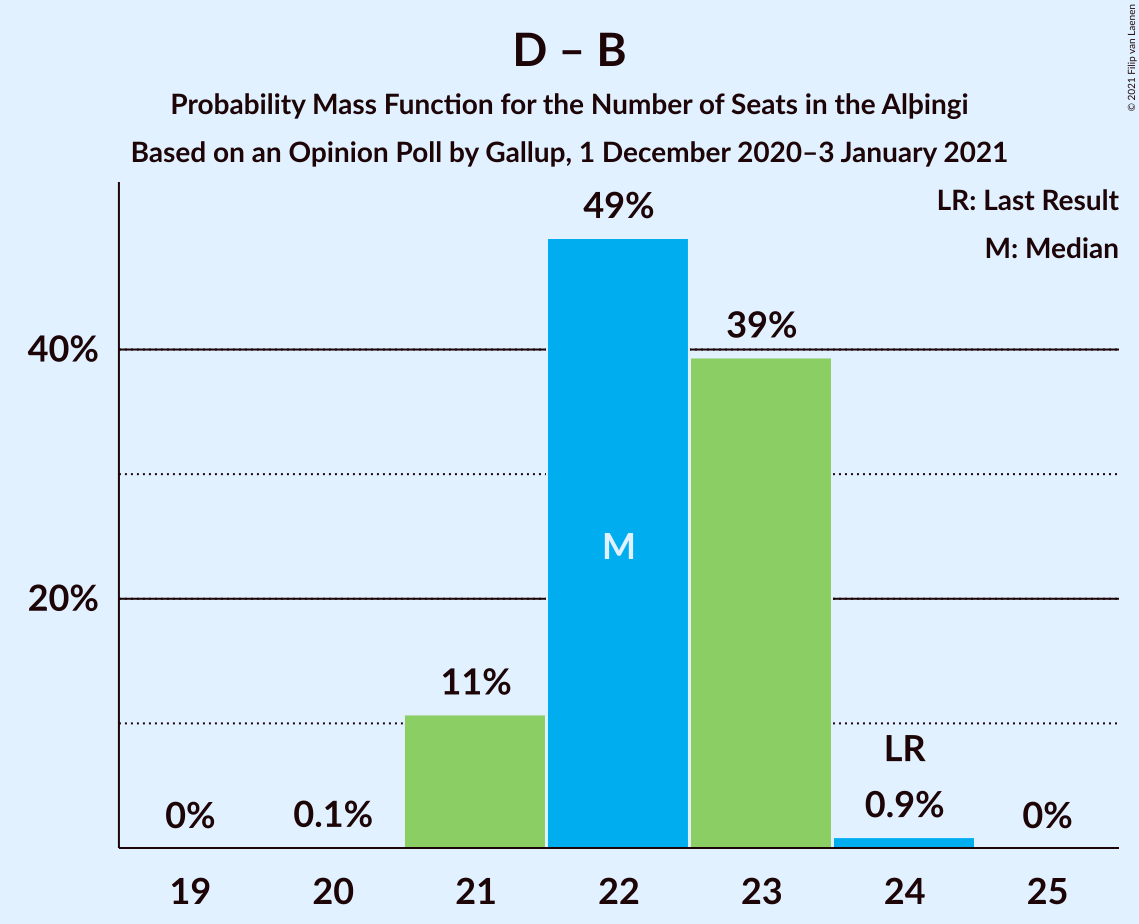 D – B
Probability Mass Function for the Number of Seats in the Alþingi
Based on an Opinion Poll by Gallup, 1 December 2020–3 January 2021
© 2021 Filip van Laenen
LR: Last Result
M: Median
49%
39%
40%
M
20%
11%
LR
0%
0.1%
0.9%
0%
19
20
21
22
23
24
25